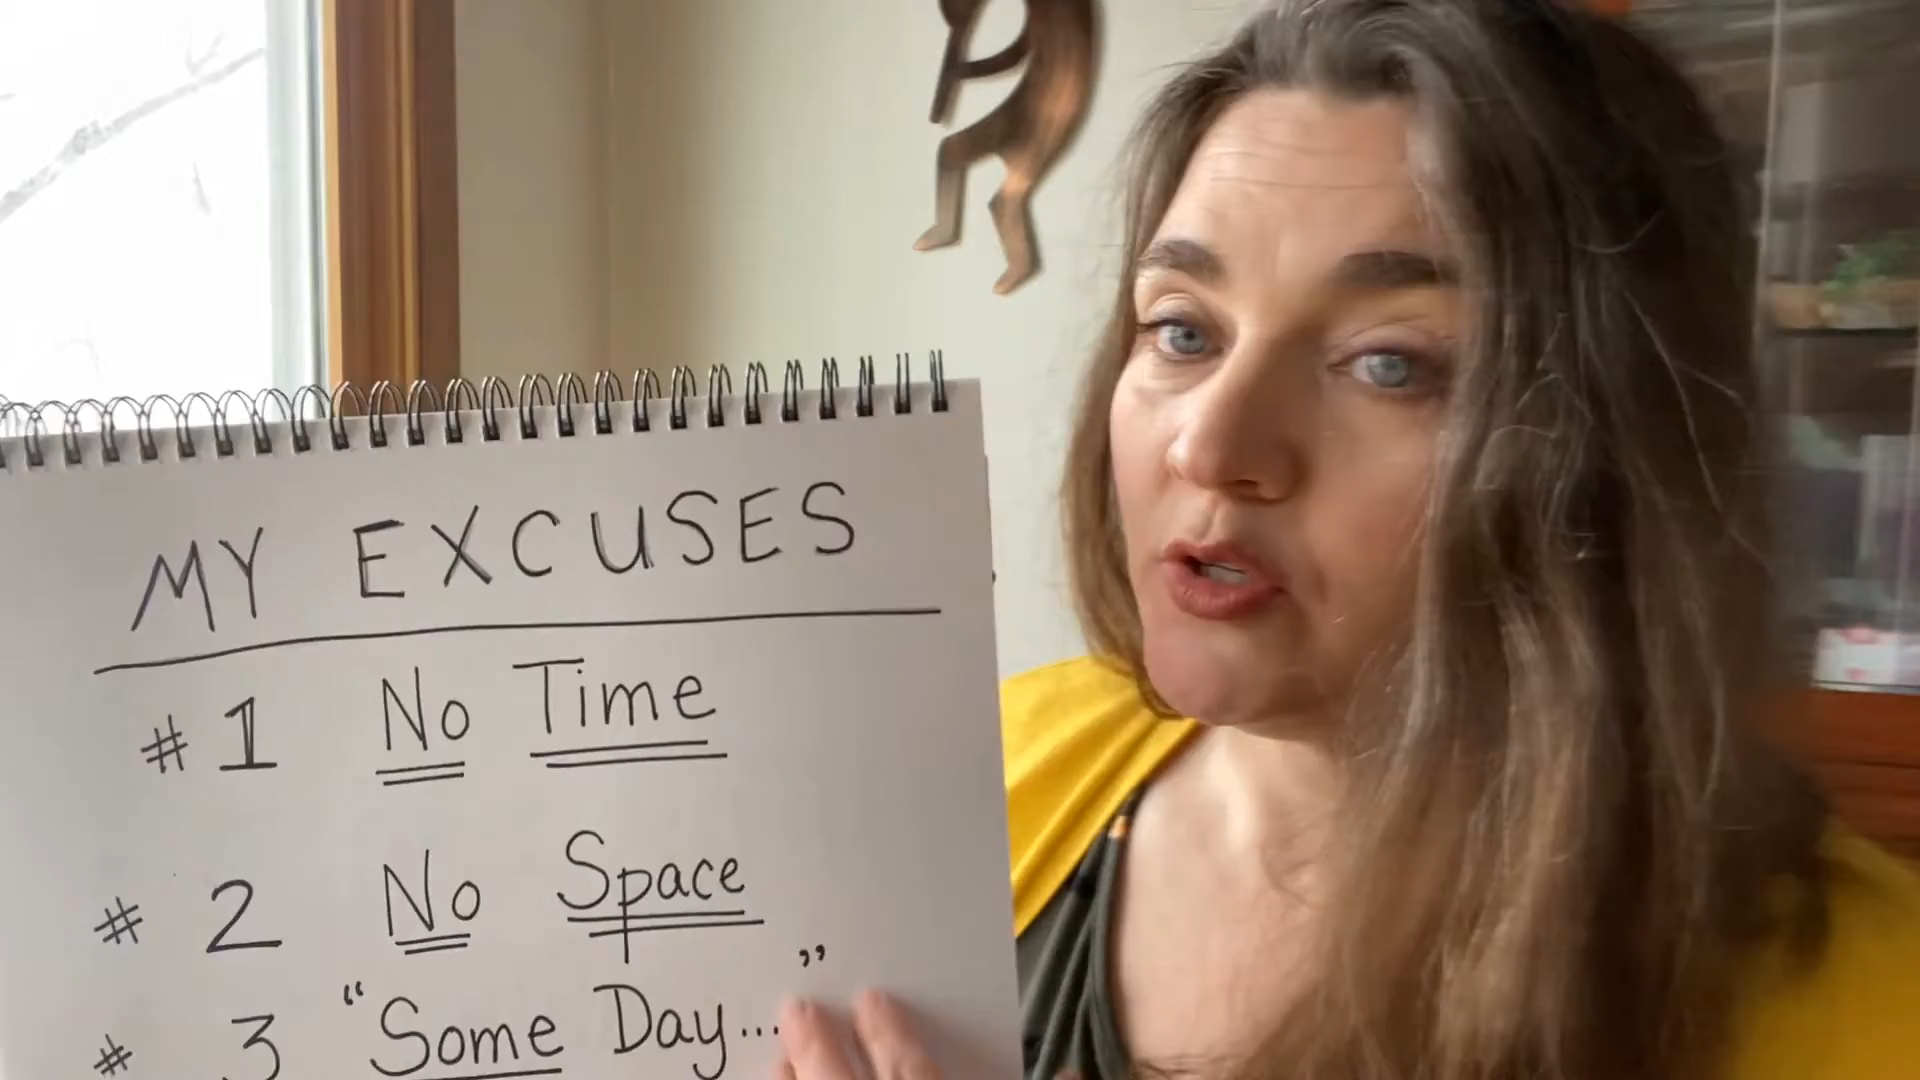 MY EXCUSES
# 1 No Time
# 2 No Space
# 3 “Some Day...”